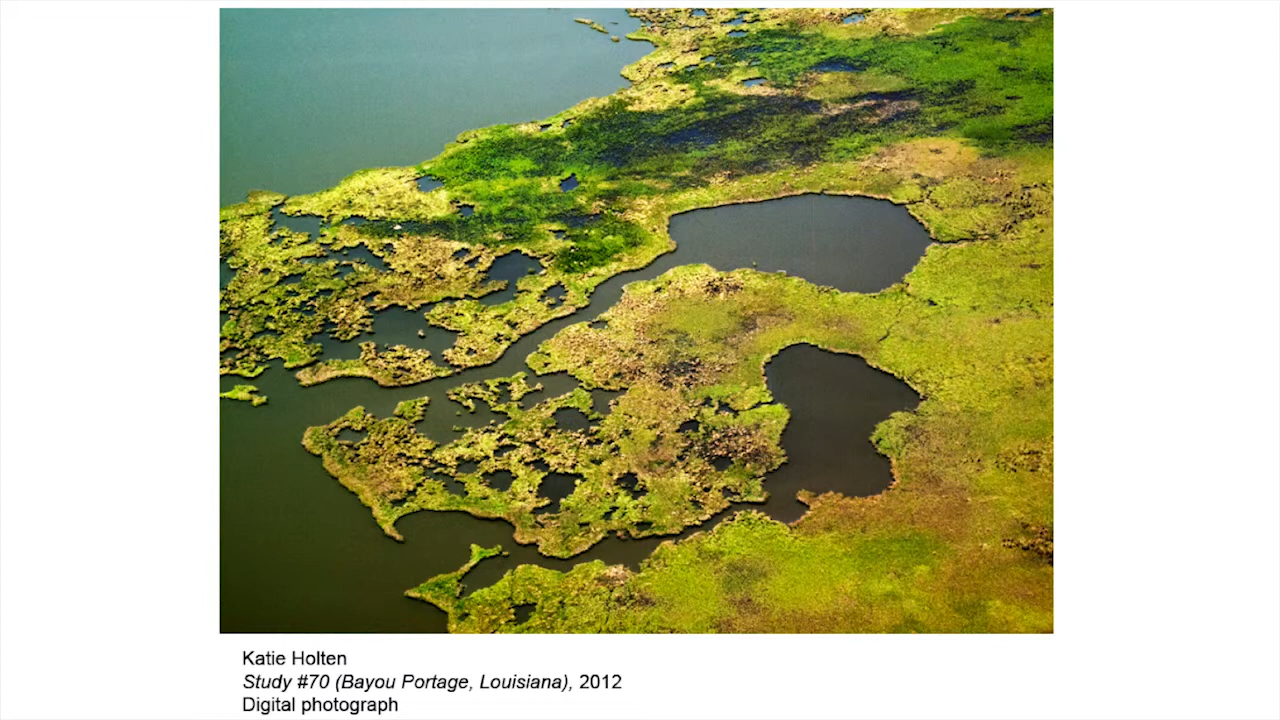 Katie Holten
Study #70 (Bayou Portage, Louisiana), 2012
Digital photograph